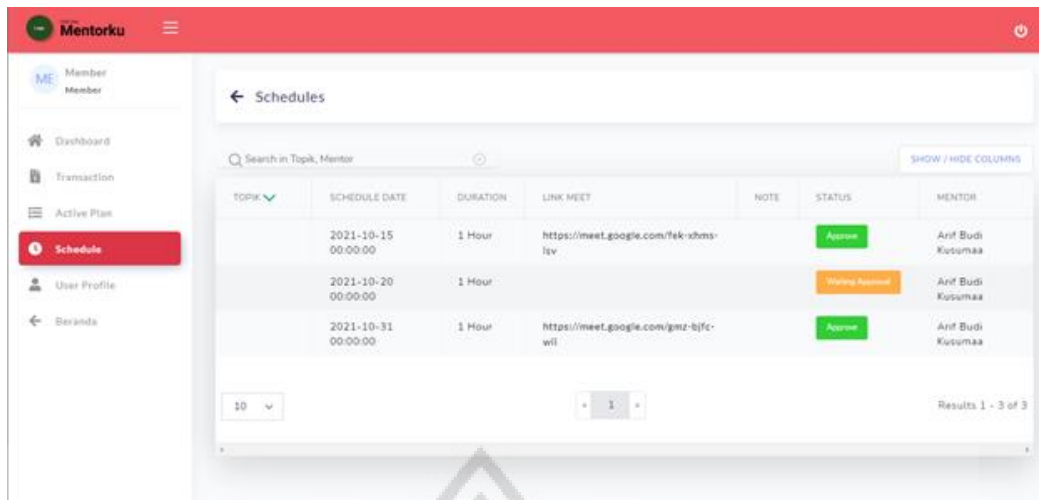 Mentorku
ME
Member
Member
← Schedules
Dashboard
Transaction
Active Plan
Schedule
User Profile
Beranda
Search in Topik, Mentor
SHOW / HIDE COLUMNS
TOPIK SCHEDULE DATE DURATION LINK MEET NOTE STATUS MENTOR
2021-10-15 00:00:00 1 Hour https://meet.google.com/fek-xhms-lsv Approve Arif Budi Kusumaa
2021-10-20 00:00:00 1 Hour Waiting Approval Arif Budi Kusumaa
2021-10-31 00:00:00 1 Hour https://meet.google.com/gmz-bjfc-wii Approve Arif Budi Kusumaa
10
« 1 »
Results 1 - 3 of 3